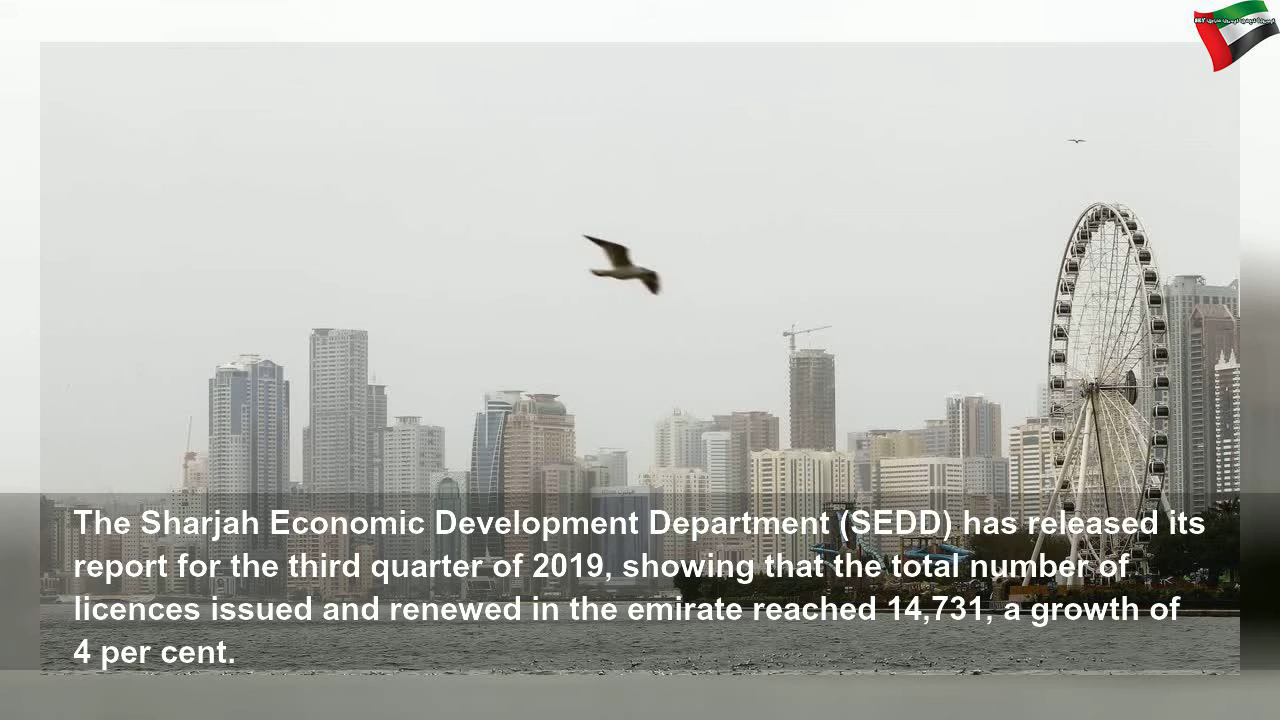 The Sharjah Economic Development Department (SEDD) has released its
report for the third quarter of 2019, showing that the total number of
licences issued and renewed in the emirate reached 14,731, a growth of
4 per cent.